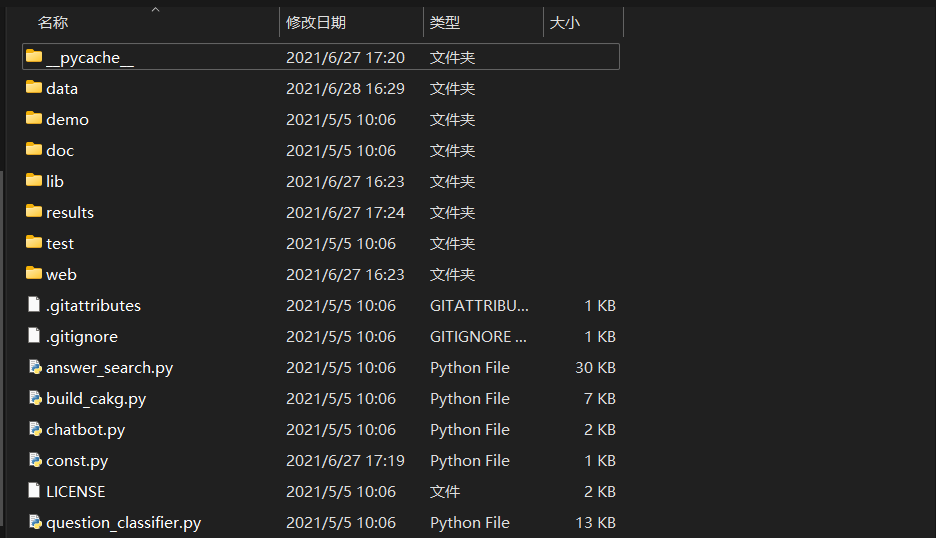 名称 修改日期 类型 大小
__pycache__ 2021/6/27 17:20 文件夹
data 2021/6/28 16:29 文件夹
demo 2021/5/5 10:06 文件夹
doc 2021/5/5 10:06 文件夹
lib 2021/6/27 16:23 文件夹
results 2021/6/27 17:24 文件夹
test 2021/5/5 10:06 文件夹
web 2021/6/27 16:23 文件夹
.gitattributes 2021/5/5 10:06 GITATTRIBU... 1 KB
.gitignore 2021/5/5 10:06 GITIGNORE ... 1 KB
answer_search.py 2021/5/5 10:06 Python File 30 KB
build_cakg.py 2021/5/5 10:06 Python File 7 KB
chatbot.py 2021/5/5 10:06 Python File 2 KB
const.py 2021/6/27 17:19 Python File 1 KB
LICENSE 2021/5/5 10:06 文件 2 KB
question_classifier.py 2021/5/5 10:06 Python File 13 KB